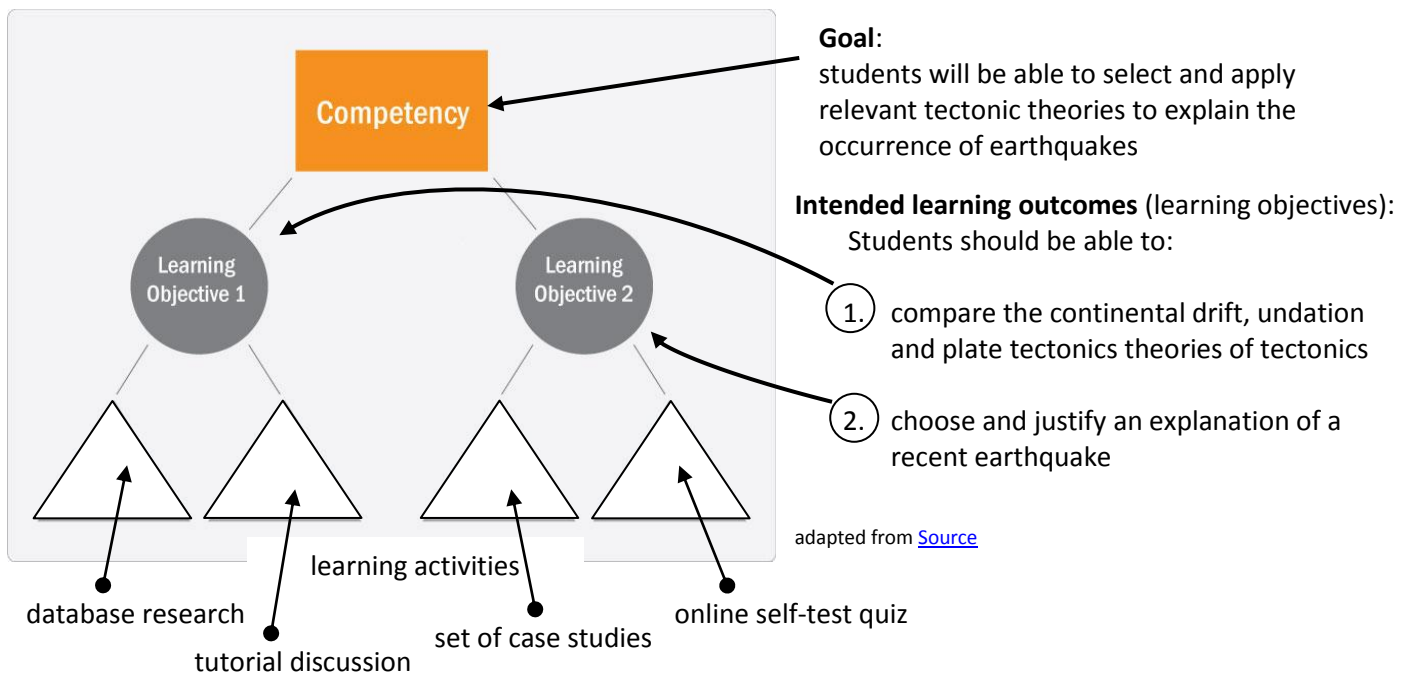 Competency
Learning
Objective 1
Learning
Objective 2
Goal:
students will be able to select and apply
relevant tectonic theories to explain the
occurrence of earthquakes
Intended learning outcomes (learning objectives):
Students should be able to:
1. compare the continental drift, undation
and plate tectonics theories of tectonics
2. choose and justify an explanation of a
recent earthquake
adapted from Source
learning activities
database research
tutorial discussion
set of case studies
online self-test quiz